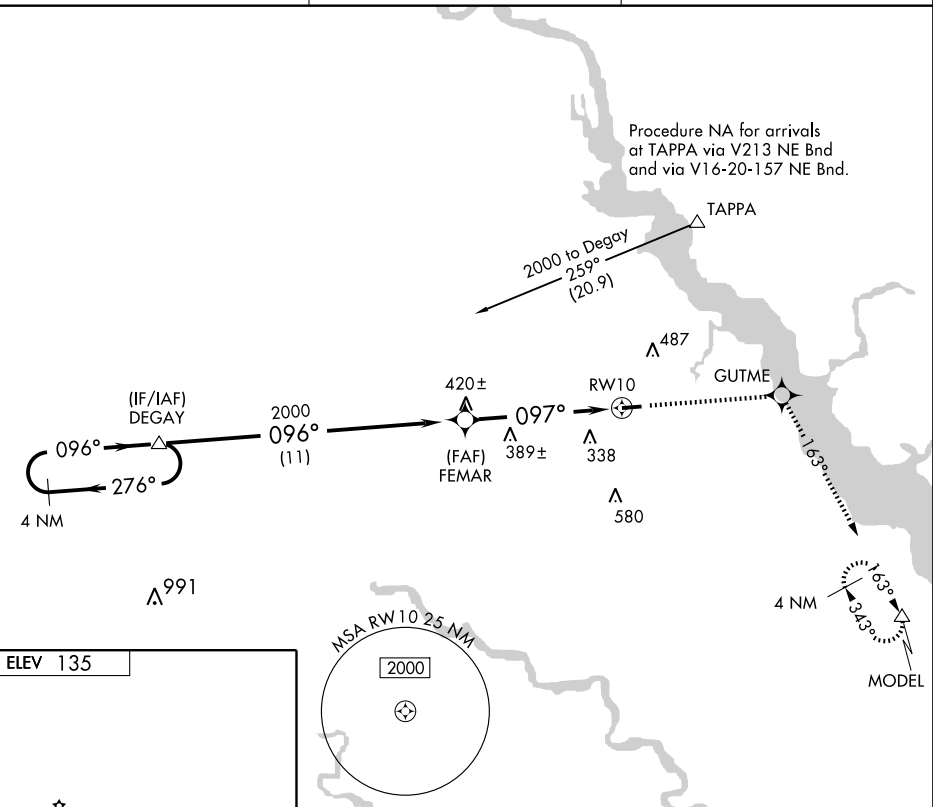 Procedure NA for arrivals
at TAPPA via V213 NE Bnd
and via V16-20-157 NE Bnd.
TAPPA
2000 to Degay
259°
(20.9)
487
GUTME
RW10
420±
(IF/IAF)
DEGAY
2000
096°
(11)
096°
276°
4 NM
097°
(FAF)
FEMAR
389±
338
580
163°
991
4 NM
163°
343°
MODEL
ELEV 135
MSA RW10 25 NM
2000